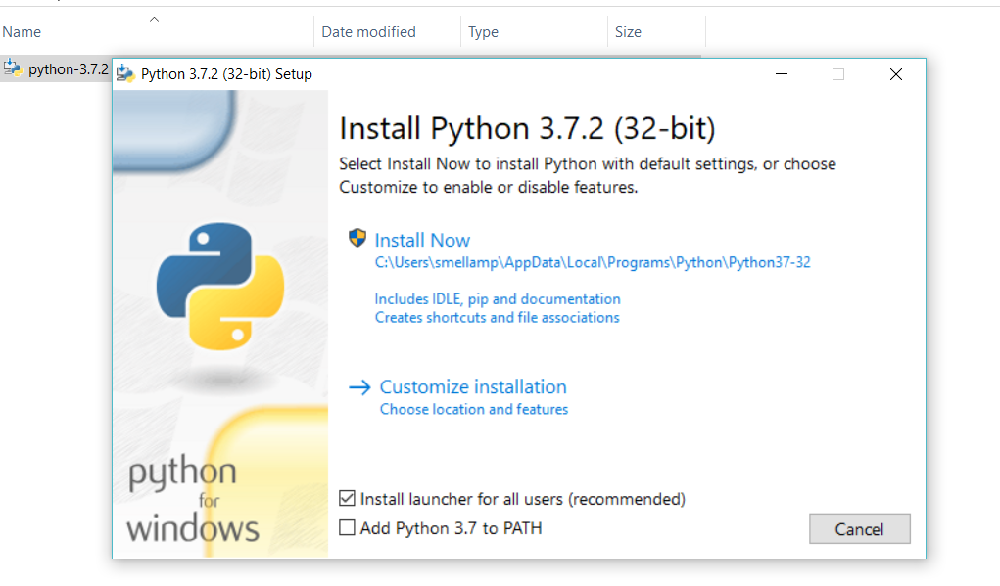 Name Date modified Type Size
python-3.7.2
Python 3.7.2 (32-bit) Setup
Install Python 3.7.2 (32-bit)
Select Install Now to install Python with default settings, or choose
Customize to enable or disable features.
Install Now
C:\Users\smellamp\AppData\Local\Programs\Python\Python37-32
Includes IDLE, pip and documentation
Creates shortcuts and file associations
Customize installation
Choose location and features
python
for
windows
Install launcher for all users (recommended)
Add Python 3.7 to PATH
Cancel